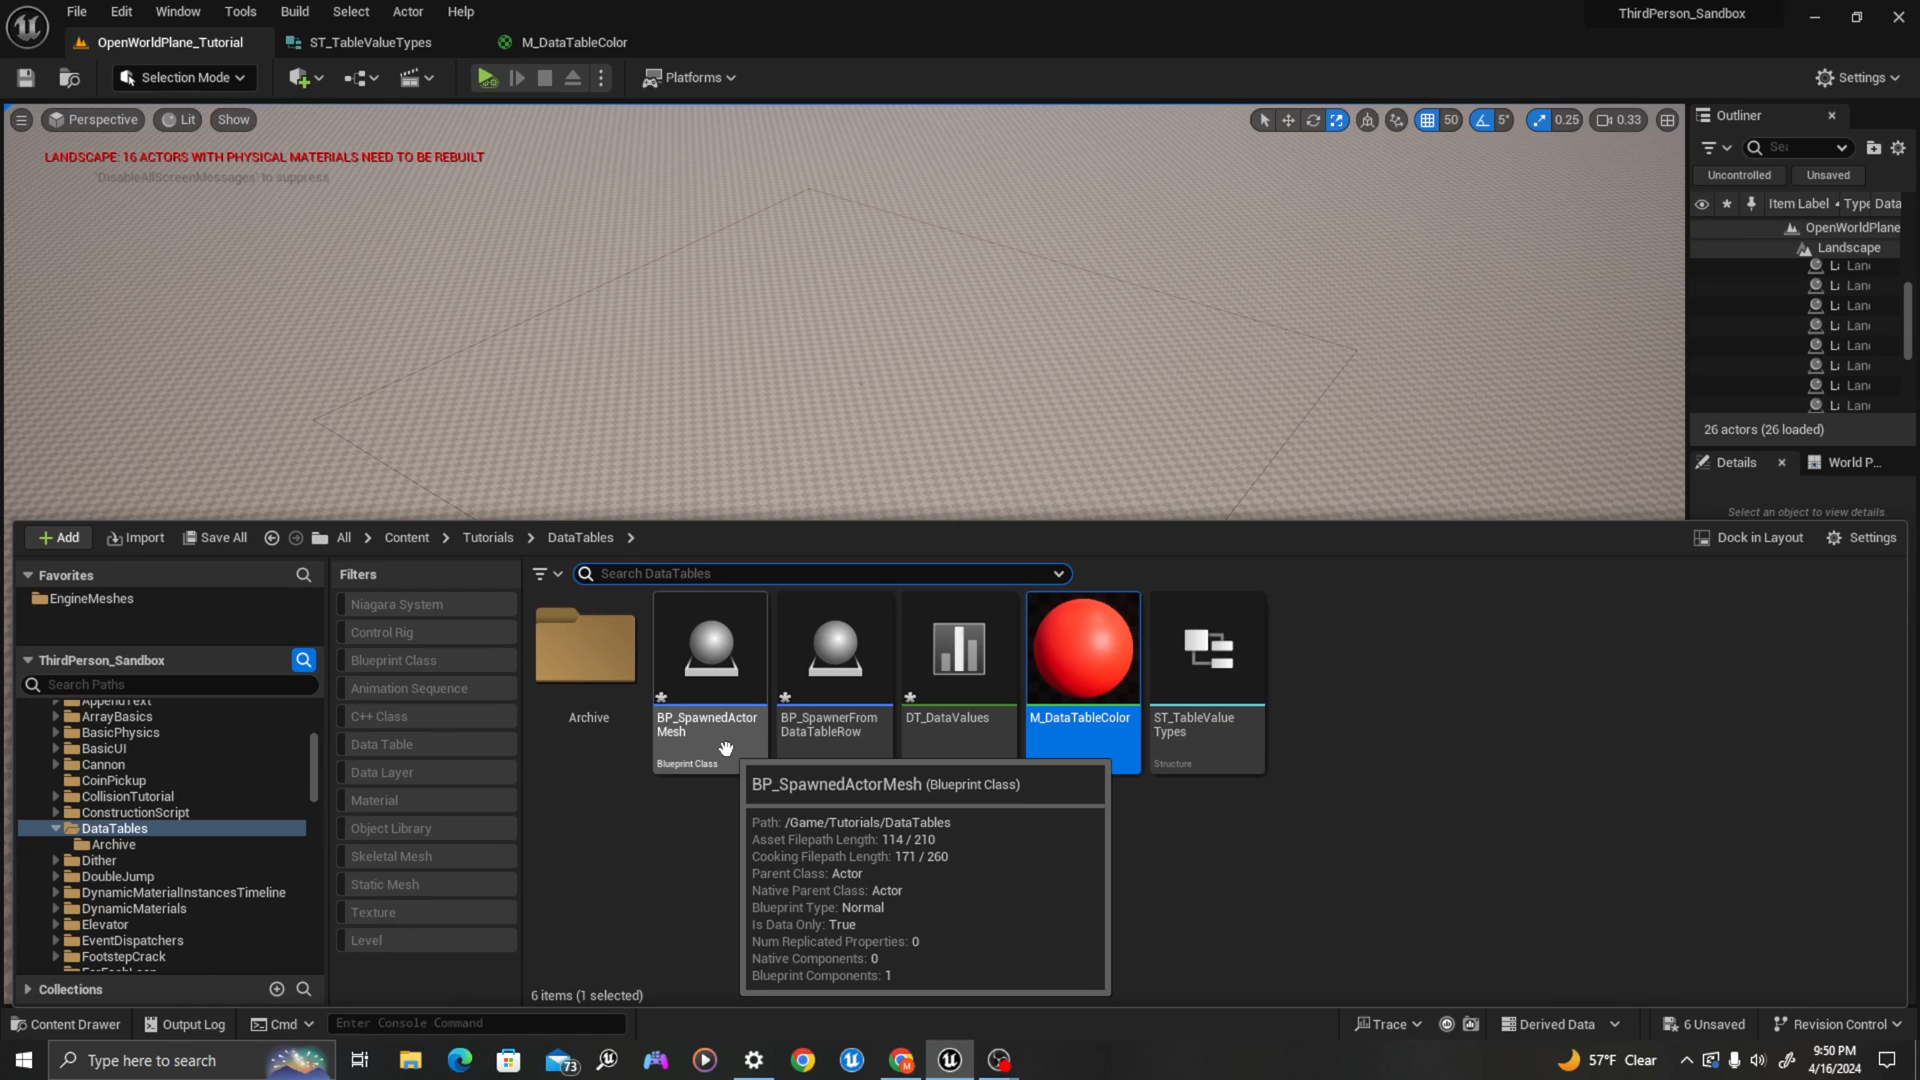 File Edit Window Tools Build Select Actor Help
ThirdPerson_Sandbox
OpenWorldPlane_Tutorial
ST_TableValueTypes
M_DataTableColor
Selection Mode
Platforms
Settings
Perspective
Lit
Show
50
5°
0.25
0.33
LANDSCAPE: 16 ACTORS WITH PHYSICAL MATERIALS NEED TO BE REBUILT
'DisableAllScreenMessages' to suppress
Outliner
Sea
Uncontrolled
Unsaved
Item Label
Type
Data
OpenWorldPlane
Landscape
26 actors (26 loaded)
Details
World P...
Select an object to view details.
Add
Import
Save All
All
Content
Tutorials
DataTables
Dock in Layout
Settings
Favorites
EngineMeshes
ThirdPerson_Sandbox
Search Paths
AppendText
ArrayBasics
BasicPhysics
BasicUI
Cannon
CoinPickup
CollisionTutorial
ConstructionScript
DataTables
Archive
Dither
DoubleJump
DynamicMaterialInstancesTimeline
DynamicMaterials
Elevator
EventDispatchers
FootstepCrack
ForEachLoop
Collections
Filters
Niagara System
Control Rig
Blueprint Class
Animation Sequence
C++ Class
Data Table
Data Layer
Material
Object Library
Skeletal Mesh
Static Mesh
Texture
Level
Search DataTables
Archive
BP_SpawnedActor
Mesh
Blueprint Class
BP_SpawnerFrom
DataTableRow
DT_DataValues
M_DataTableColor
ST_TableValue
Types
Structure
BP_SpawnedActorMesh (Blueprint Class)
Path: /Game/Tutorials/DataTables
Asset Filepath Length: 114 / 210
Cooking Filepath Length: 171 / 260
Parent Class: Actor
Native Parent Class: Actor
Blueprint Type: Normal
Is Data Only: True
Num Replicated Properties: 0
Native Components: 0
Blueprint Components: 1
6 items (1 selected)
Content Drawer
Output Log
Cmd
Enter Console Command
Trace
Derived Data
6 Unsaved
Revision Control
Type here to search
73
57°F Clear
9:50 PM
4/16/2024